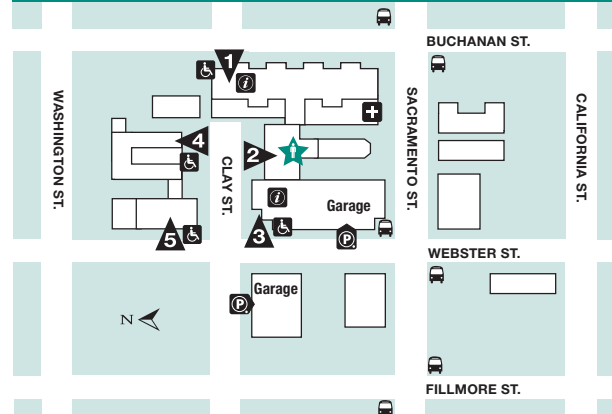 BUCHANAN ST.
1
i
WASHINGTON ST.
SACRAMENTO ST.
CALIFORNIA ST.
4
2
CLAY ST.
i
Garage
5
3
P
WEBSTER ST.
Garage
P
N
FILLMORE ST.